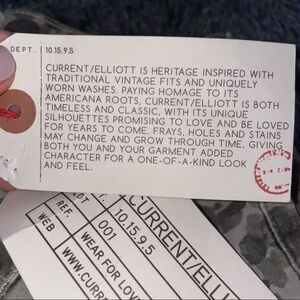 DEPT. | 10.15.9.5
CURRENT/ELLIOTT IS HERITAGE INSPIRED WITH
TRADITIONAL VINTAGE FITS AND UNIQUELY
WORN WASHES. PAYING HOMAGE TO ITS
AMERICANA ROOTS, CURRENT/ELLIOTT IS BOTH
TIMELESS AND CLASSIC, WITH ITS UNIQUE
SILHOUETTES PROMISING TO LOVE AND BE LOVED
FOR YEARS TO COME. FRAYS, HOLES AND STAINS
MAY CHANGE AND GROW THROUGH TIME, GIVING
BOTH YOU AND YOUR GARMENT ADDED
CHARACTER FOR A ONE-OF-A-KIND LOOK
AND FEEL.
CURRENT/ELLI
10.15.9.5
REF. 001
WEAR FOR LOV
WEB WWW.CURR